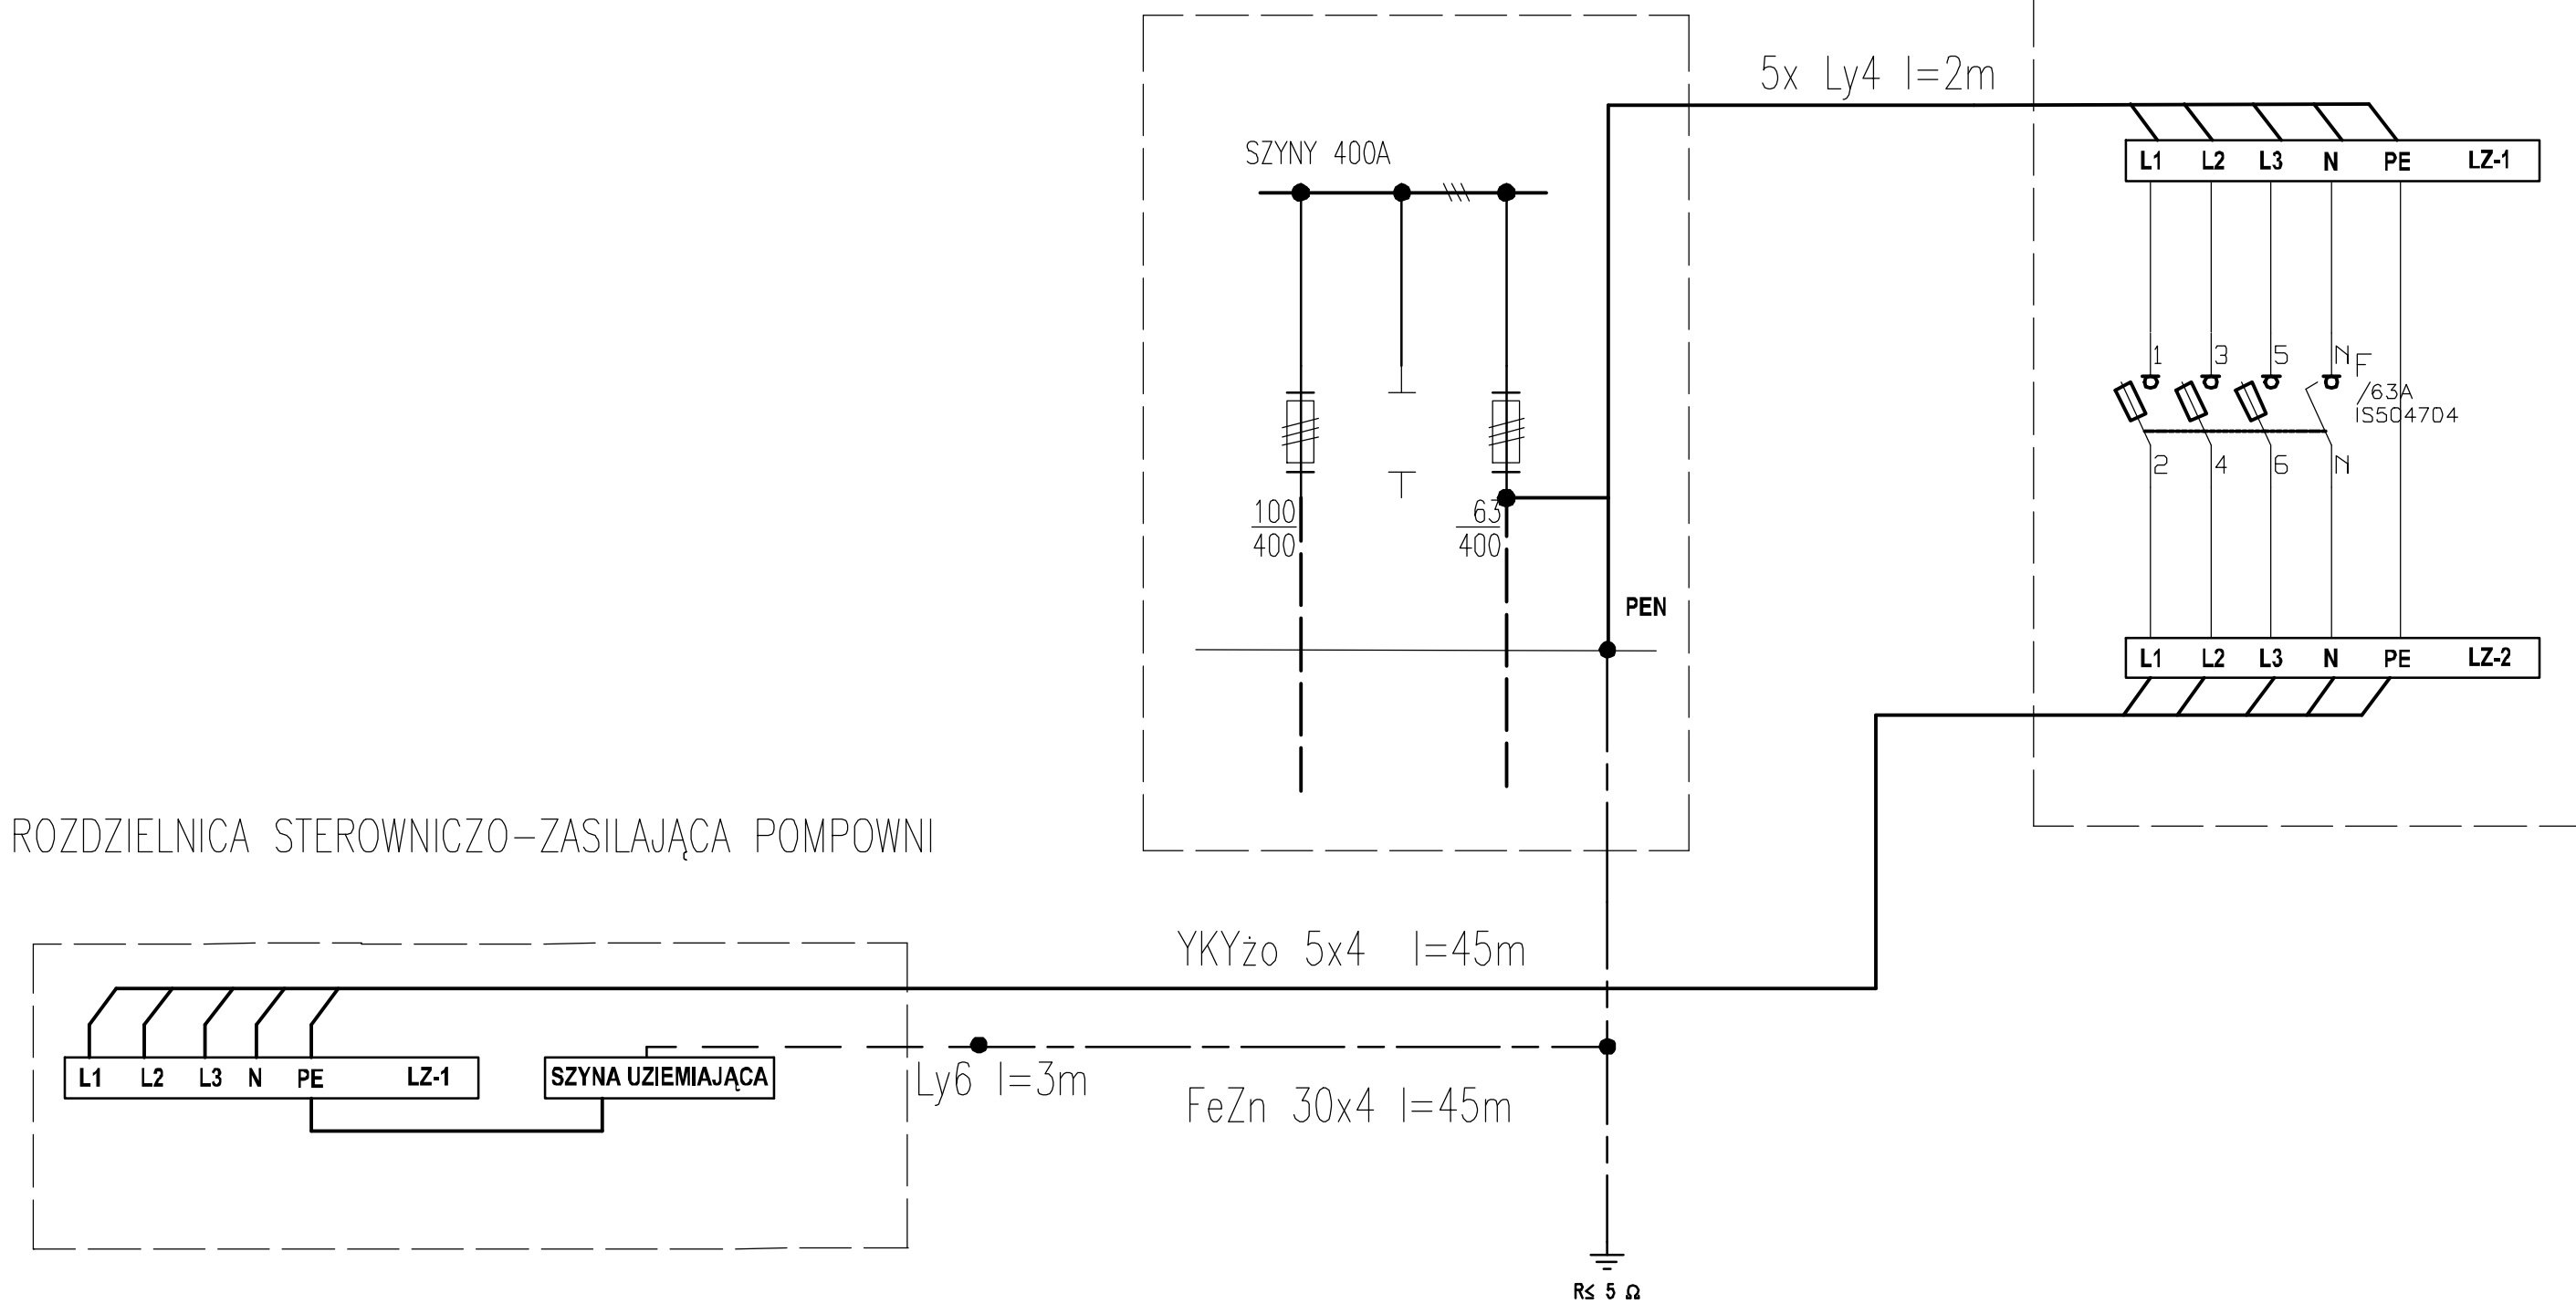 5x Ly4 l=2m
SZYNY 400A
L1 L2 L3 N PE LZ-1
1 3 5 N F
/63A
IS504704
2 4 6 N
100
400
63
400
PEN
L1 L2 L3 N PE LZ-2
ROZDZIELNICA STEROWNICZO-ZASILAJĄCA POMPOWNI
YKYżo 5x4 l=45m
L1 L2 L3 N PE LZ-1
SZYNA UZIEMIAJĄCA
Ly6 l=3m
FeZn 30x4 l=45m
R≤ 5 Ω